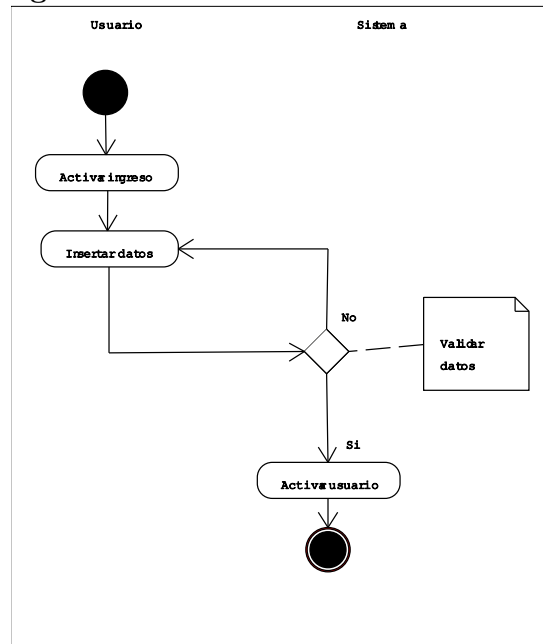 Usuario
Sistema
Activar ingreso
Insertar datos
No
Validar
datos
Si
Activar usuario